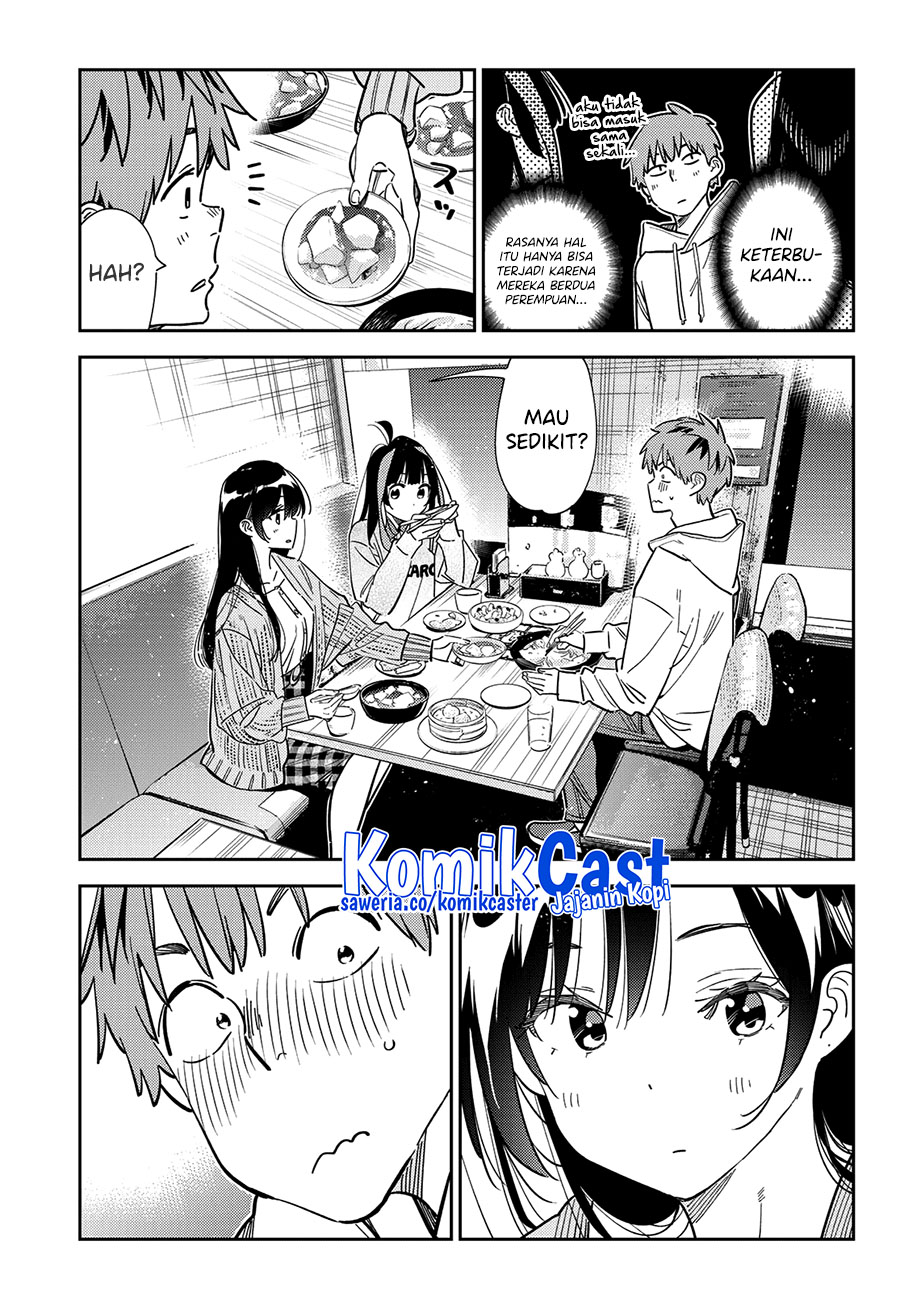 INI
KETERBU-
KAAN...
aku tidak
bisa masuk
sama
sekali...
RASANYA HAL
ITU HANYA BISA
TERJADI KARENA
MEREKA BERDUA
PEREMPUAN...
スッ
HAH?
MAU
SEDIKIT?
KomikCast
saweria.co/komikcaster
Jajanin Kopi